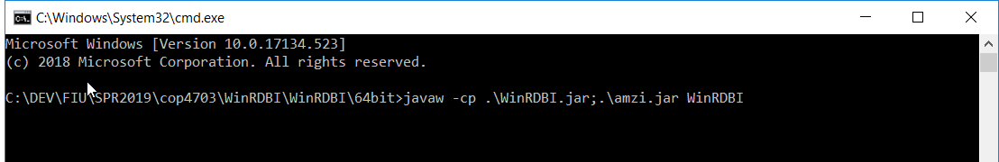 C:\Windows\System32\cmd.exe
Microsoft Windows [Version 10.0.17134.523]
(c) 2018 Microsoft Corporation. All rights reserved.
C:\DEV\FIU\SPR2019\cop4703\WinRDBI\WinRDBI\64bit>javaw -cp .\WinRDBI.jar;.\amzi.jar WinRDBI